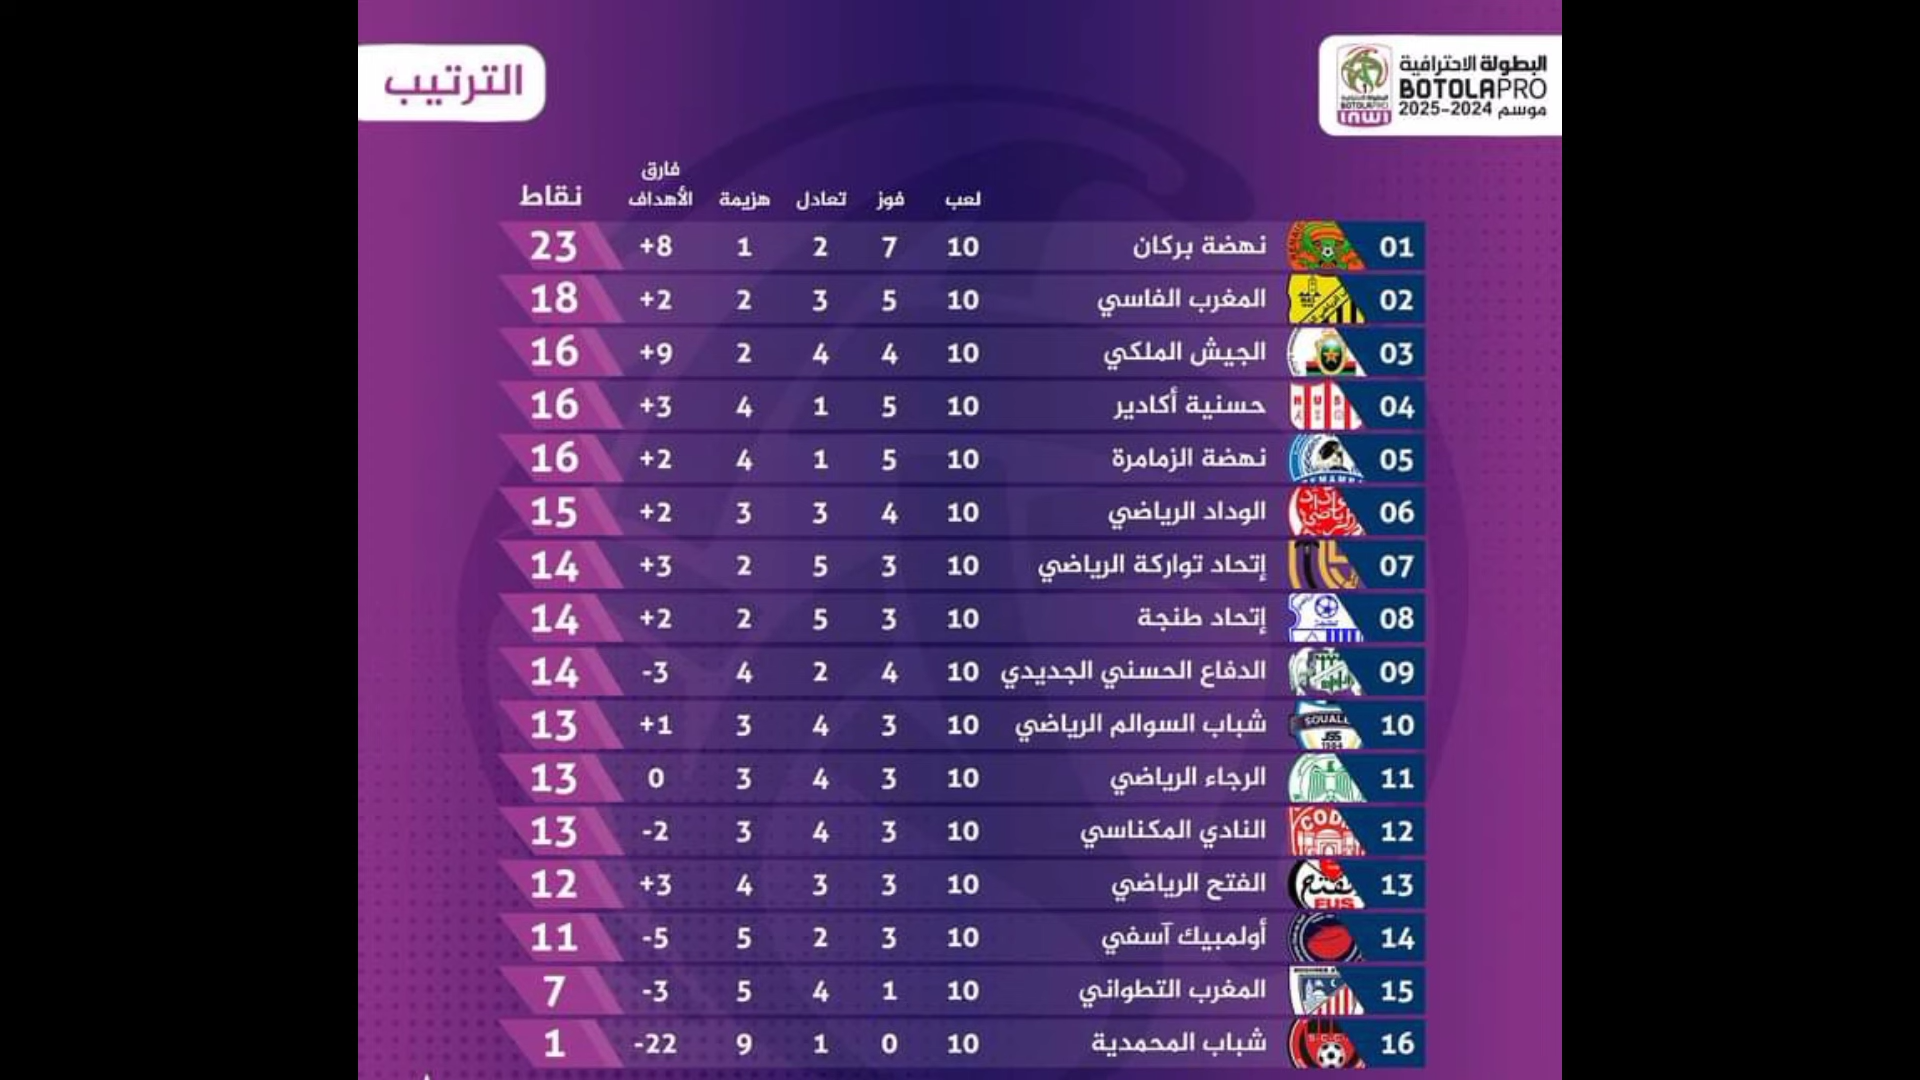 البطولة الاحترافية
BOTOLAPRO
موسم 2024-2025
BOTOLAPRO
inwi
الترتيب
لعب فوز تعادل هزيمة فارق الأهداف نقاط
01 نهضة بركان 10 7 2 1 +8 23
02 المغرب الفاسي 10 5 3 2 +2 18
03 الجيش الملكي 10 4 4 2 +9 16
04 حسنية أكادير 10 5 1 4 +3 16
05 نهضة الزمامرة 10 5 1 4 +2 16
06 الوداد الرياضي 10 4 3 3 +2 15
07 إتحاد تواركة الرياضي 10 3 5 2 +3 14
08 إتحاد طنجة 10 3 5 2 +2 14
09 الدفاع الحسني الجديدي 10 4 2 4 -3 14
10 شباب السوالم الرياضي 10 3 4 3 +1 13
11 الرجاء الرياضي 10 3 4 3 0 13
12 النادي المكناسي 10 3 4 3 -2 13
13 الفتح الرياضي 10 3 3 4 +3 12
14 أولمبيك آسفي 10 3 2 5 -5 11
15 المغرب التطواني 10 1 4 5 -3 7
16 شباب المحمدية 10 0 1 9 -22 1